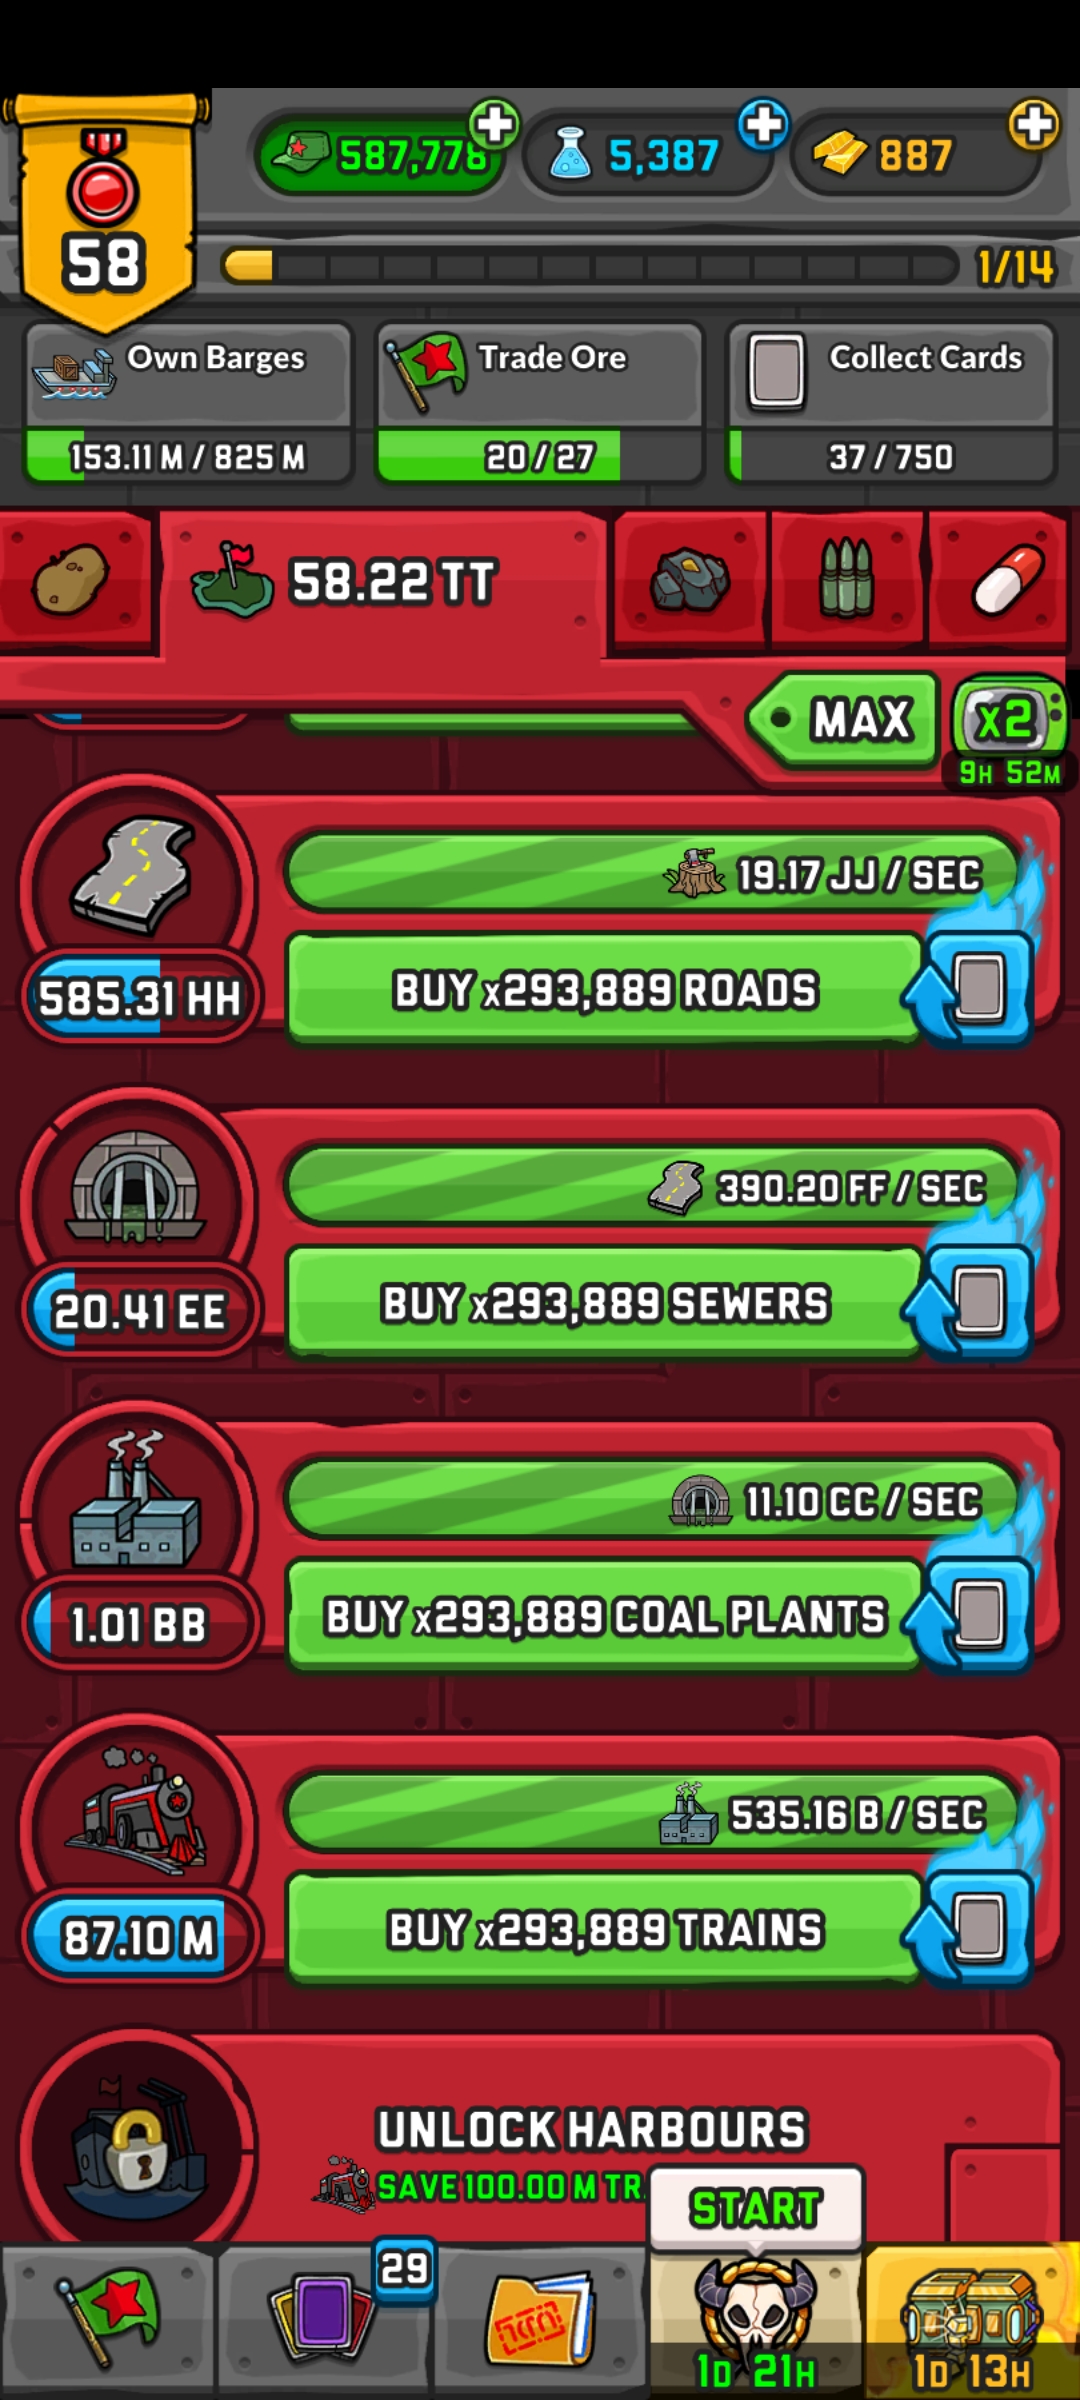 587,778
5,387
887
58
1/14
Own Barges
153.11 M / 825 M
Trade Ore
20 / 27
Collect Cards
37 / 750
58.22 TT
MAX
x2
9H 52M
19.17 JJ / SEC
585.31 HH
BUY x293,889 ROADS
390.20 FF / SEC
20.41 EE
BUY x293,889 SEWERS
11.10 CC / SEC
1.01 BB
BUY x293,889 COAL PLANTS
535.16 B / SEC
87.10 M
BUY x293,889 TRAINS
UNLOCK HARBOURS
SAVE 100.00 M TR
START
29
1D 21H
1D 13H